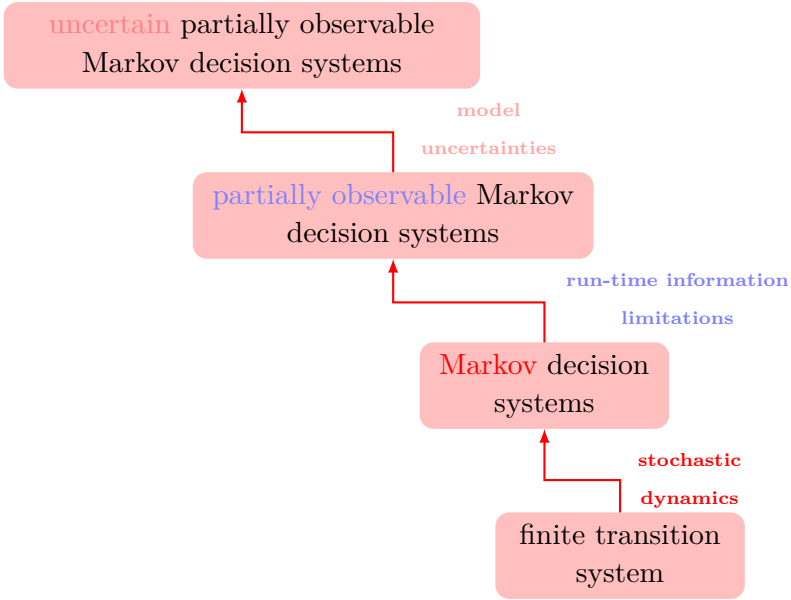 uncertain partially observable
Markov decision systems
model
uncertainties
partially observable Markov
decision systems
run-time information
limitations
Markov decision
systems
stochastic
dynamics
finite transition
system